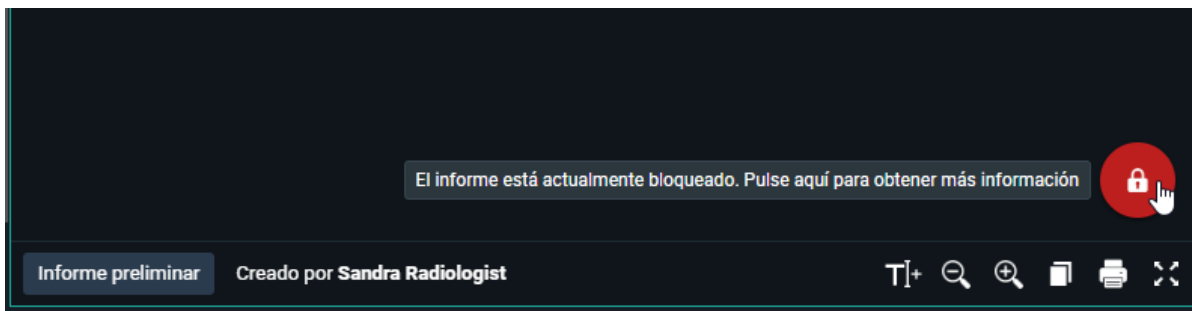 El informe está actualmente bloqueado. Pulse aquí para obtener más información
Informe preliminar Creado por Sandra Radiologist T+